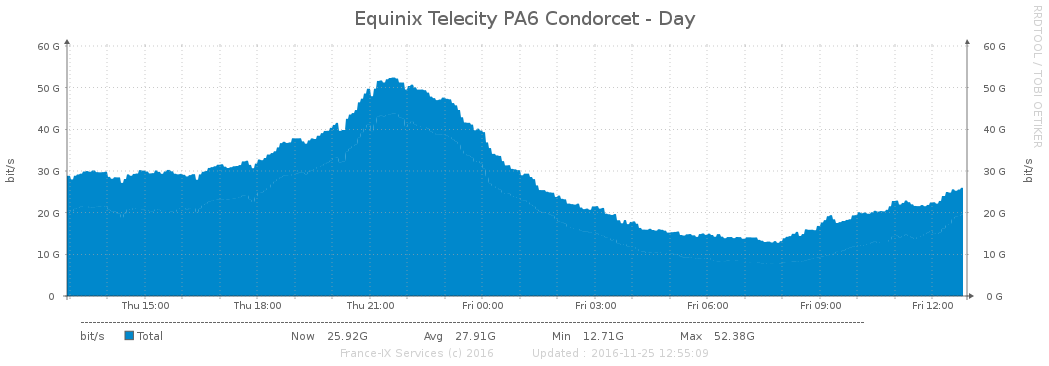 Equinix Telecity PA6 Condorcet - Day
RRDTOOL / TOBI OETIKER
60 G 60 G
50 G 50 G
40 G 40 G
30 G 30 G
20 G 20 G
10 G 10 G
0 0 G
bit/s
bit/s
Thu 15:00 Thu 18:00 Thu 21:00 Fri 00:00 Fri 03:00 Fri 06:00 Fri 09:00 Fri 12:00
bit/s Total Now 25.92G Avg 27.91G Min 12.71G Max 52.38G
France-IX Services (c) 2016 Updated : 2016-11-25 12:55:09